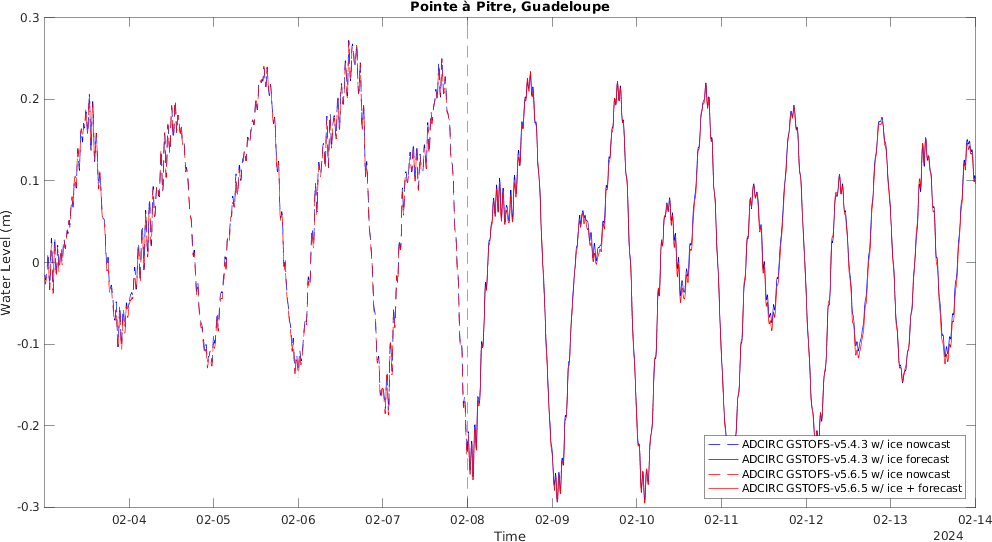 Pointe à Pitre, Guadeloupe
0.3
0.2
0.1
0
-0.1
-0.2
-0.3
Water Level (m)
ADCIRC GSTOFS-v5.4.3 w/ ice nowcast
ADCIRC GSTOFS-v5.4.3 w/ ice forecast
ADCIRC GSTOFS-v5.6.5 w/ ice nowcast
ADCIRC GSTOFS-v5.6.5 w/ ice + forecast
02-04 02-05 02-06 02-07 02-08 02-09 02-10 02-11 02-12 02-13 02-14
Time
2024